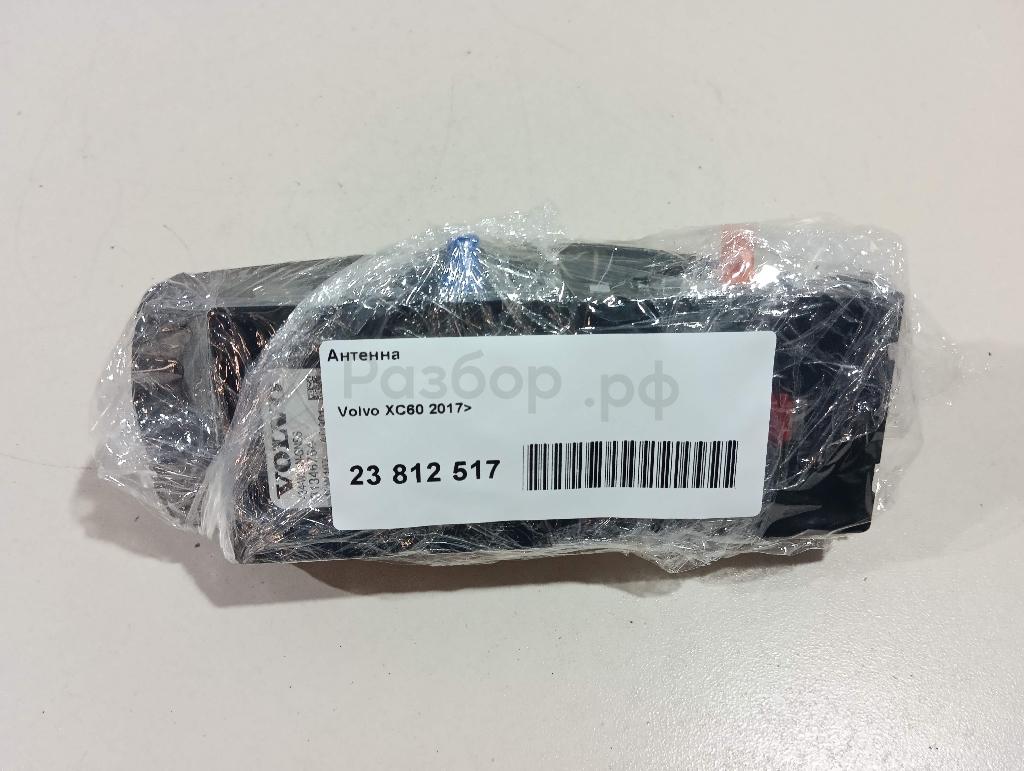 Антенна
Разбор.рф
Volvo XC60 2017>
23 812 517
VOLVO